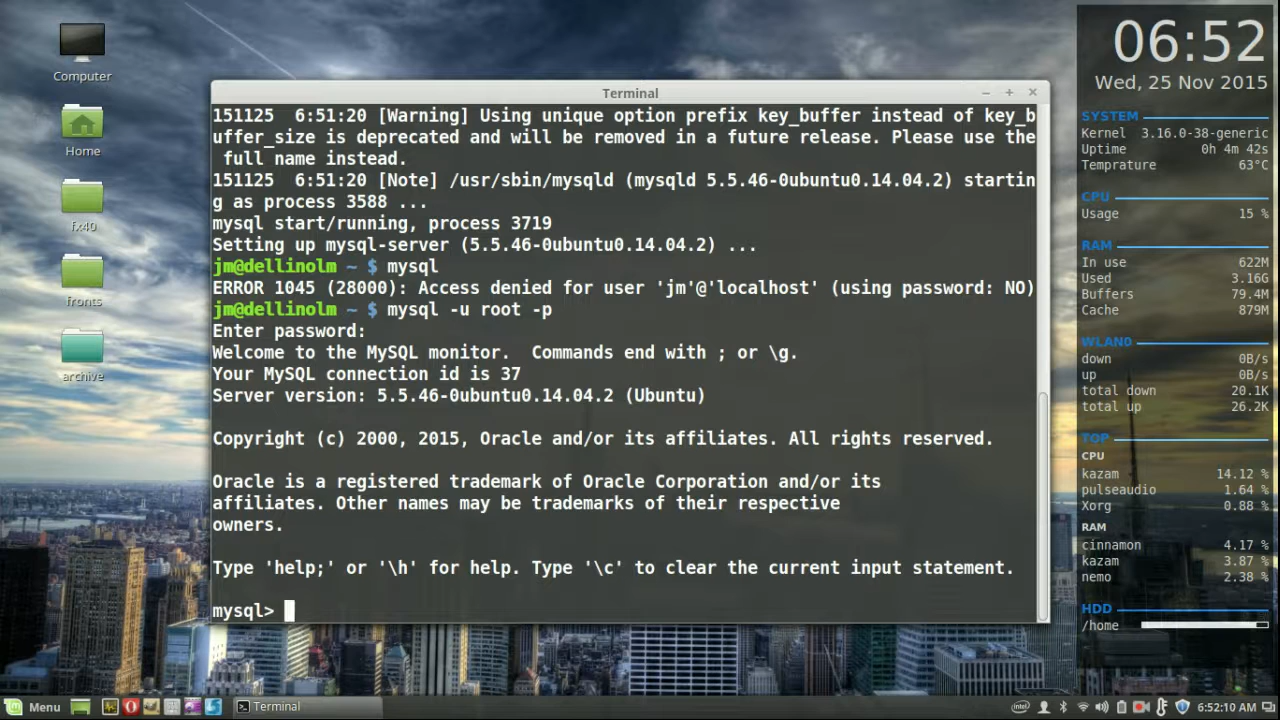 Computer
Home
fx40
fronts
archive
Terminal
151125  6:51:20 [Warning] Using unique option prefix key_buffer instead of key_b
uffer_size is deprecated and will be removed in a future release. Please use the
 full name instead.
151125  6:51:20 [Note] /usr/sbin/mysqld (mysqld 5.5.46-0ubuntu0.14.04.2) startin
g as process 3588 ...
mysql start/running, process 3719
Setting up mysql-server (5.5.46-0ubuntu0.14.04.2) ...
jm@dellinolm ~ $ mysql
ERROR 1045 (28000): Access denied for user 'jm'@'localhost' (using password: NO)
jm@dellinolm ~ $ mysql -u root -p
Enter password:
Welcome to the MySQL monitor.  Commands end with ; or \g.
Your MySQL connection id is 37
Server version: 5.5.46-0ubuntu0.14.04.2 (Ubuntu)
Copyright (c) 2000, 2015, Oracle and/or its affiliates. All rights reserved.
Oracle is a registered trademark of Oracle Corporation and/or its
affiliates. Other names may be trademarks of their respective
owners.
Type 'help;' or '\h' for help. Type '\c' to clear the current input statement.
mysql>
06:52
Wed, 25 Nov 2015
SYSTEM
Kernel 3.16.0-38-generic
Uptime 0h 4m 42s
Temprature 63°C
CPU
Usage 15 %
RAM
In use 622M
Used 3.16G
Buffers 79.4M
Cache 879M
WLAN0
down 0B/s
up 0B/s
total down 20.1K
total up 26.2K
TOP
CPU
kazam 14.12 %
pulseaudio 1.64 %
Xorg 0.88 %
RAM
cinnamon 4.17 %
kazam 3.87 %
nemo 2.38 %
HDD
/home
Menu
Terminal
intel
6:52:10 AM